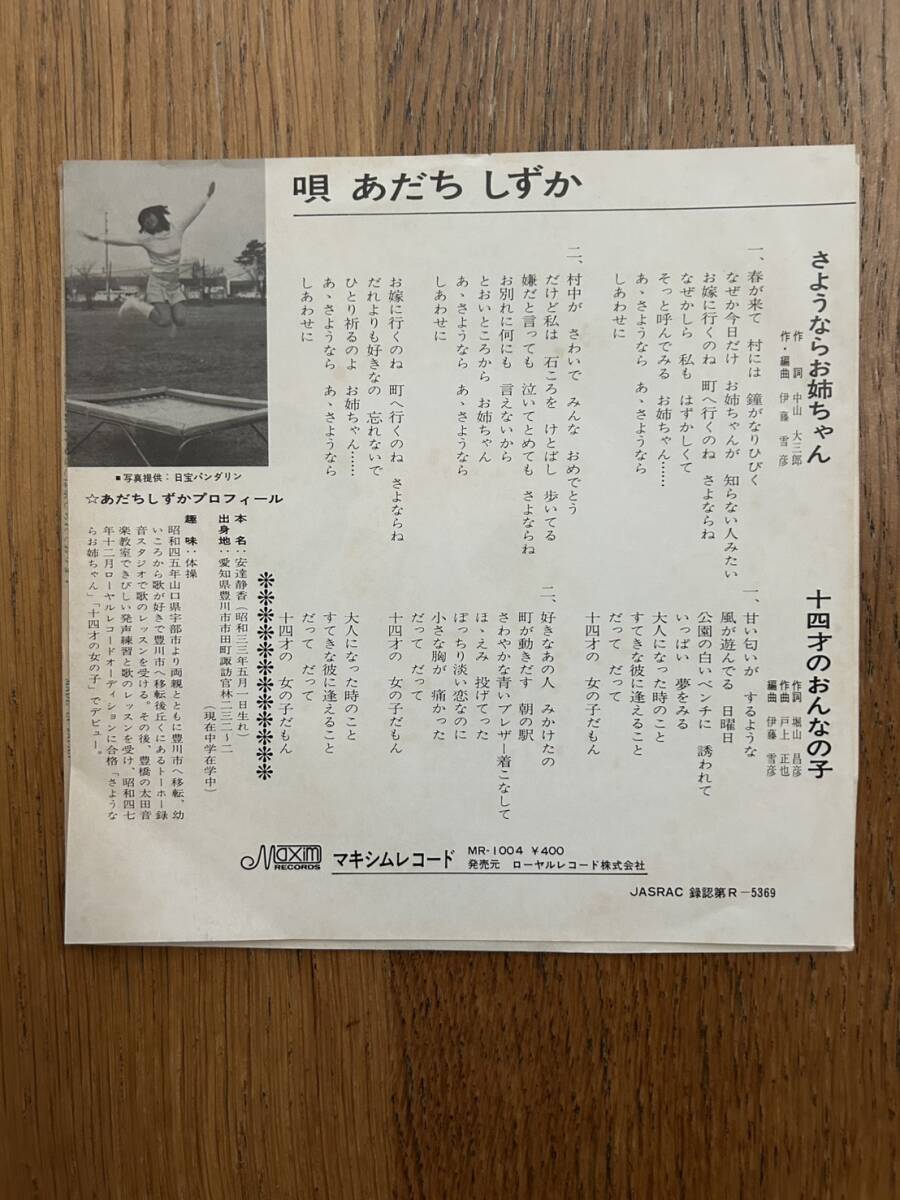 唄 あだち しずか
さようならお姉ちゃん
作詞 中山 大三郎
作・編曲 伊藤 雪彦
一、春が来て 村には 鐘がなりひびく
なぜか今日だけ お姉ちゃんが 知らない人みたい
お嫁に行くのね 町へ行くのね さよならね
なぜかしら 私も はずかしくて
そっと呼んでみる お姉ちゃん……
あゝさようなら あゝさようなら
しあわせに
二、村中が さわいで みんな おめでとう
だけど私は 石ころを けとばし 歩いてる
嫌だと言っても 泣いてとめても さよならね
お別れに何にも 言えないから
とおいところから お姉ちゃん
あゝさようなら あゝさようなら
しあわせに
お嫁に行くのね 町へ行くのね さよならね
だれよりも好きなの 忘れないで
ひとり祈るのよ お姉ちゃん……
あゝさようなら あゝさようなら
しあわせに
十四才のおんなの子
作詞 堀山 昌彦
作曲 戸上 正也
編曲 伊藤 雪彦
一、甘い匂いが するような
風が遊んでる 日曜日
公園の白いベンチに 誘われて
いっぱい 夢をみる
大人になった時のこと
すてきな彼に逢えること
だって だって
十四才の 女の子だもん
二、好きなあの人 みかけたの
町が動きだす 朝の駅
さわやかな青いブレザー着こなして
ほゝえみ 投げてった
ぽっちり淡い恋なのに
小さな胸が 痛かった
だって だって
十四才の 女の子だもん
大人になった時のこと
すてきな彼に逢えること
だって だって
十四才の 女の子だもん
■写真提供：日宝パンダリン
☆あだちしずかプロフィール
本名：安達静香（昭和三三年五月一日生れ）
（現在中学在学中）
出身地：愛知県豊川市市田町諏訪官林二三一～二
趣味：体操
昭和四五年山口県宇部市より両親とともに豊川市へ移転、幼
いころから歌が好きで豊川市へ移転後丘くにあるトーホー録
音スタジオで歌のレッスンを受ける。その後、豊橋の太田音
楽教室できびしい発声練習と歌のレッスンを受け、昭和四七
年十二月ローヤルレコードオーディションに合格「さような
らお姉ちゃん」「十四才の女の子」でデビュー。
Maxim RECORDS マキシムレコード
MR-1004 ¥400
発売元 ローヤルレコード株式会社
JASRAC 録認第R-5369